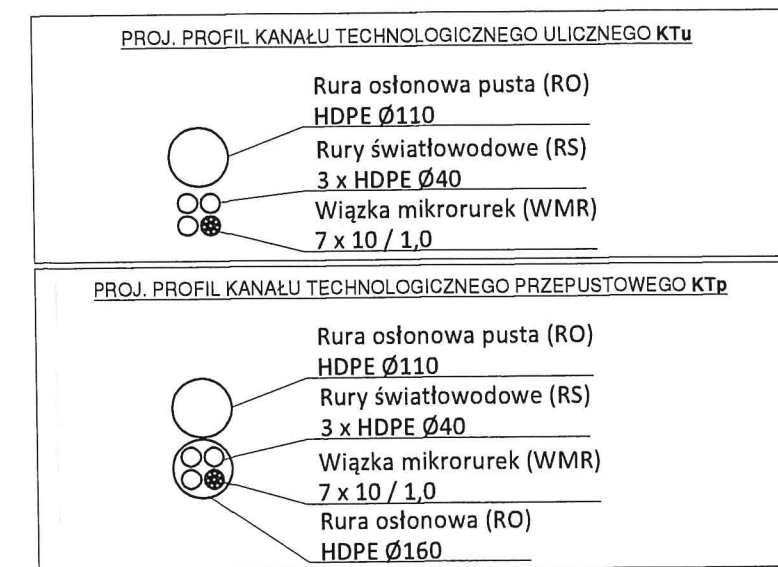 PROJ. PROFIL KANAŁU TECHNOLOGICZNEGO ULICZNEGO KTu
Rura osłonowa pusta (RO)
HDPE Ø110
Rury światłowodowe (RS)
3 x HDPE Ø40
Wiązka mikrorurek (WMR)
7 x 10 / 1,0
PROJ. PROFIL KANAŁU TECHNOLOGICZNEGO PRZEPUSTOWEGO KTp
Rura osłonowa pusta (RO)
HDPE Ø110
Rury światłowodowe (RS)
3 x HDPE Ø40
Wiązka mikrorurek (WMR)
7 x 10 / 1,0
Rura osłonowa (RO)
HDPE Ø160